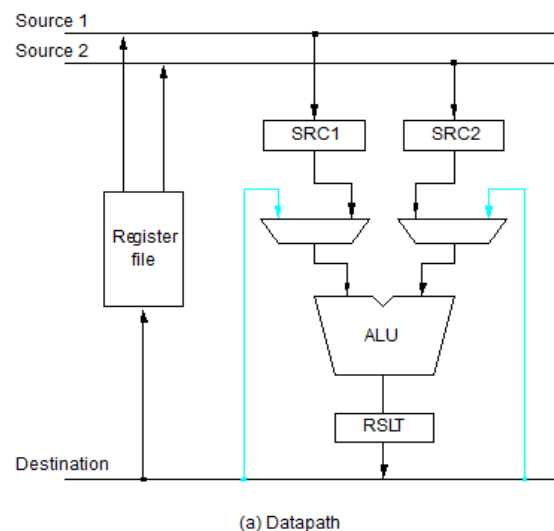 Source 1
Source 2
SRC1
SRC2
Register
file
ALU
RSLT
Destination
(a) Datapath